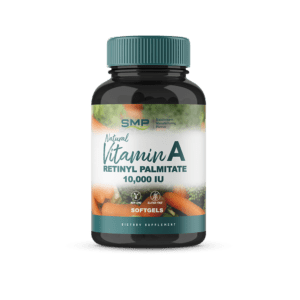 SMP
Natural
Vitamin A
RETINYL PALMITATE
10,000 IU
SOFTGELS
DIETARY SUPPLEMENT